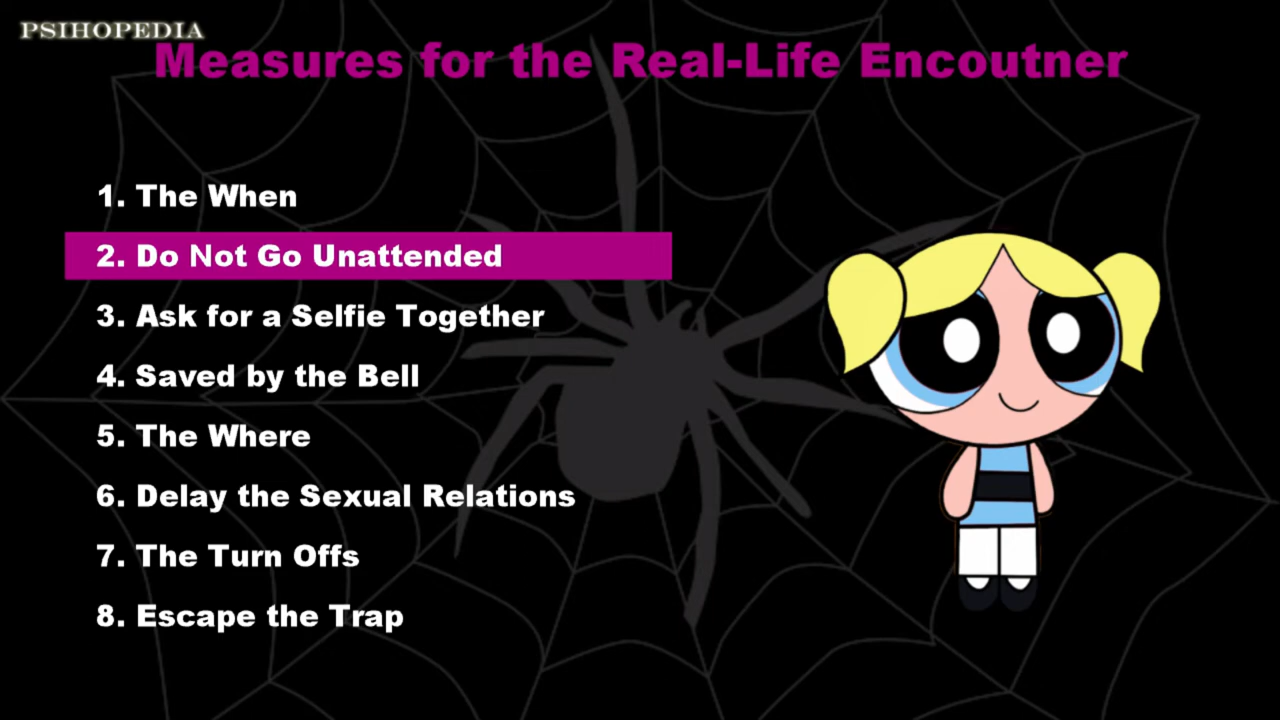 PSIHOPEDIA
Measures for the Real-Life Encoutner
1. The When
2. Do Not Go Unattended
3. Ask for a Selfie Together
4. Saved by the Bell
5. The Where
6. Delay the Sexual Relations
7. The Turn Offs
8. Escape the Trap